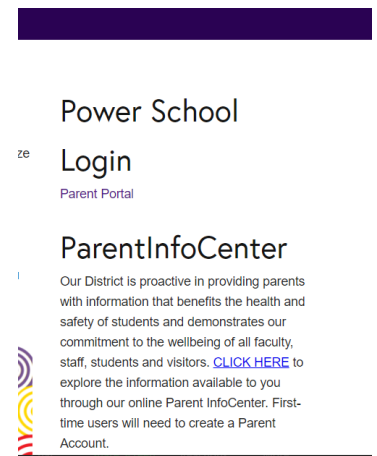 Power School
ze
Login
Parent Portal
ParentInfoCenter
Our District is proactive in providing parents
with information that benefits the health and
safety of students and demonstrates our
commitment to the wellbeing of all faculty,
staff, students and visitors. CLICK HERE to
explore the information available to you
through our online Parent InfoCenter. First-
time users will need to create a Parent
Account.